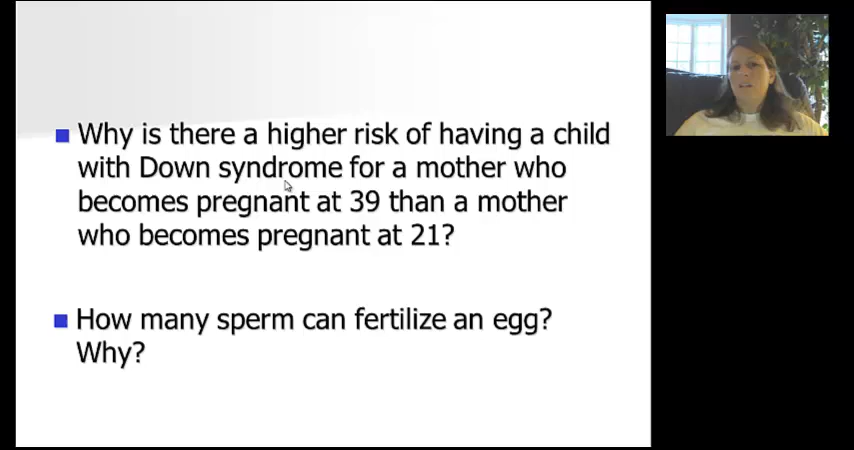 Why is there a higher risk of having a child
with Down syndrome for a mother who
becomes pregnant at 39 than a mother
who becomes pregnant at 21?
How many sperm can fertilize an egg?
Why?